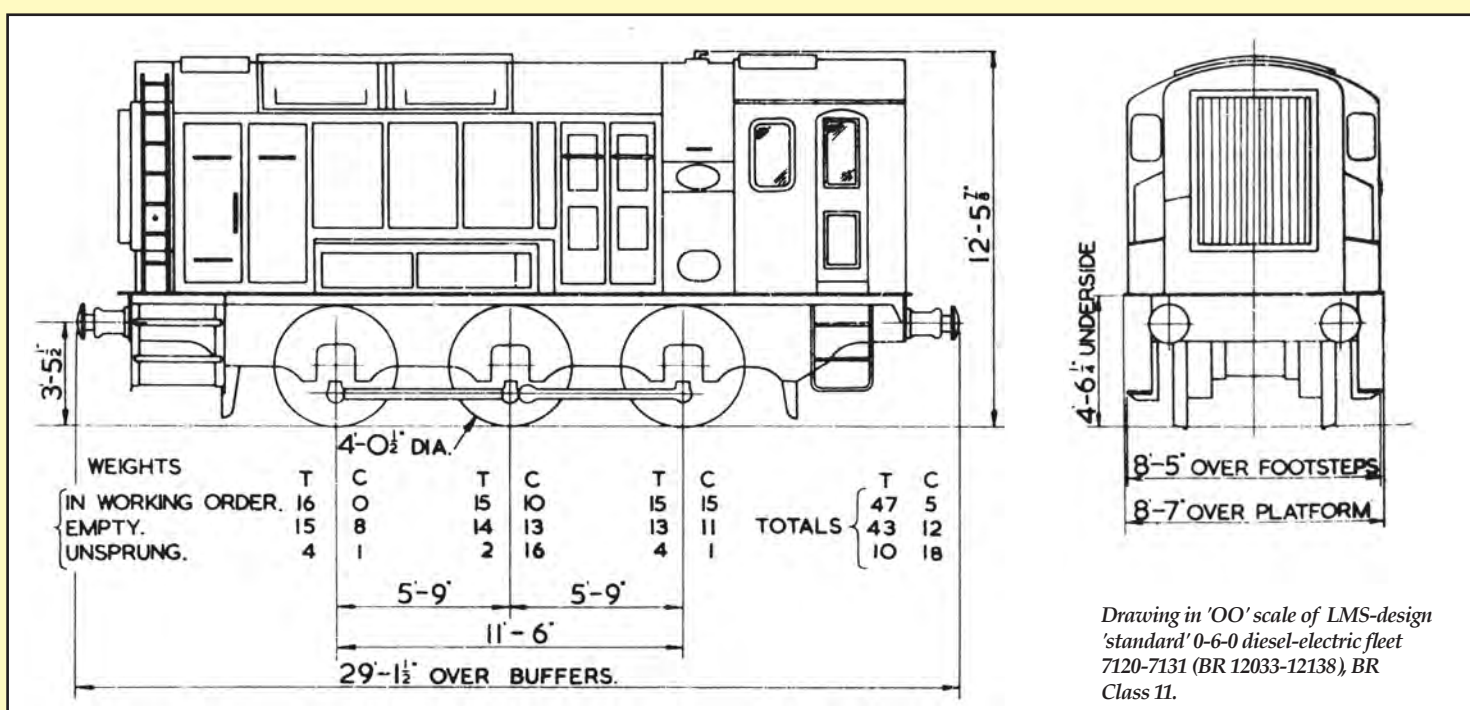 12'-5⅞"
3'-5½"
4'-0½" DIA.
WEIGHTS
T C T C T C T C
IN WORKING ORDER. 16 0 15 10 15 15 47 5
EMPTY. 15 8 14 13 13 11 TOTALS 43 12
UNSPRUNG. 4 1 2 16 4 1 10 18
5'-9" 5'-9"
11'-6"
29'-1½" OVER BUFFERS.
4'-6¼" UNDERSIDE
8'-5" OVER FOOTSTEPS
8'-7" OVER PLATFORM
Drawing in 'OO' scale of LMS-design
'standard' 0-6-0 diesel-electric fleet
7120-7131 (BR 12033-12138), BR
Class 11.